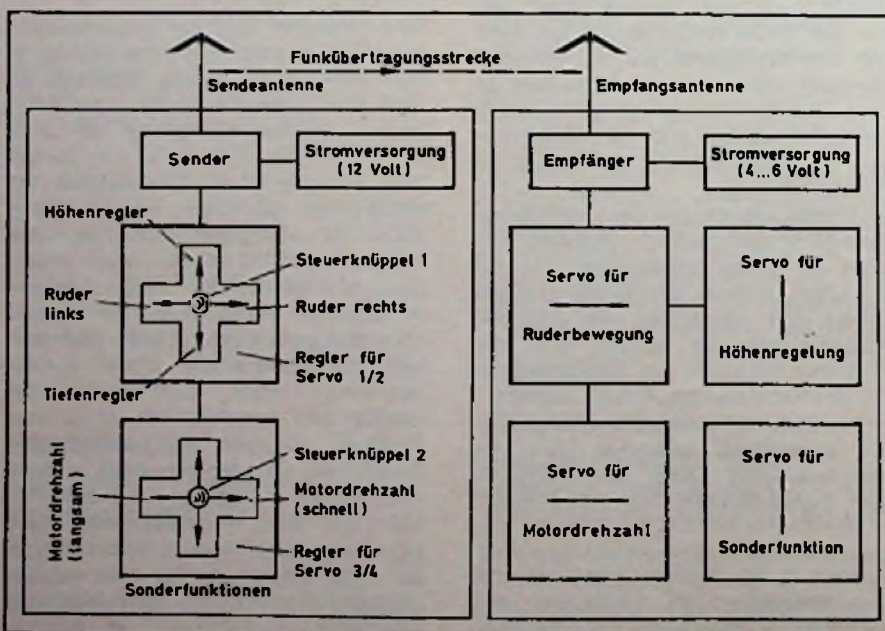 Funkübertragungsstrecke
Sendeantenne
Empfangsantenne
Sender
Stromversorgung
(12 Volt)
Höhenregler
Steuerknüppel 1
Ruder
links
Ruder rechts
Regler für
Servo 1/2
Tiefenregler
Steuerknüppel 2
Motordrehzahl
(langsam)
Motordrehzahl
(schnell)
Regler für
Servo 3/4
Sonderfunktionen
Empfänger
Stromversorgung
(4...6 Volt)
Servo für
Ruderbewegung
Servo für
Höhenregelung
Servo für
Motordrehzahl
Servo für
Sonderfunktion